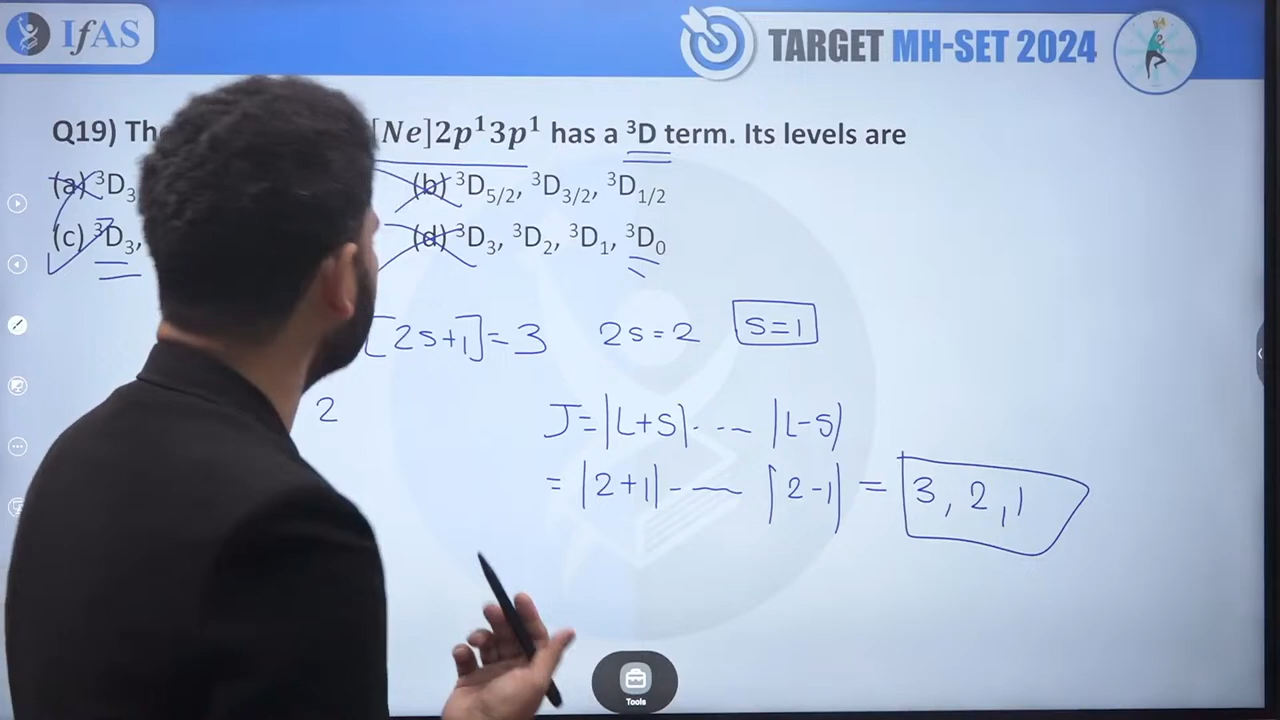 IfAS
TARGET MH-SET 2024
Q19) Th [Ne]2p¹3p¹ has a ³D term. Its levels are
(a) ³D₃ (b) ³D₅/₂, ³D₃/₂, ³D₁/₂
(c) ³D₃, (d) ³D₃, ³D₂, ³D₁, ³D₀
[2s+1]=3 2s=2 s=1
2 J=|L+S|---- |L-S|
=|2+1|---- |2-1| = 3, 2, 1
Tools